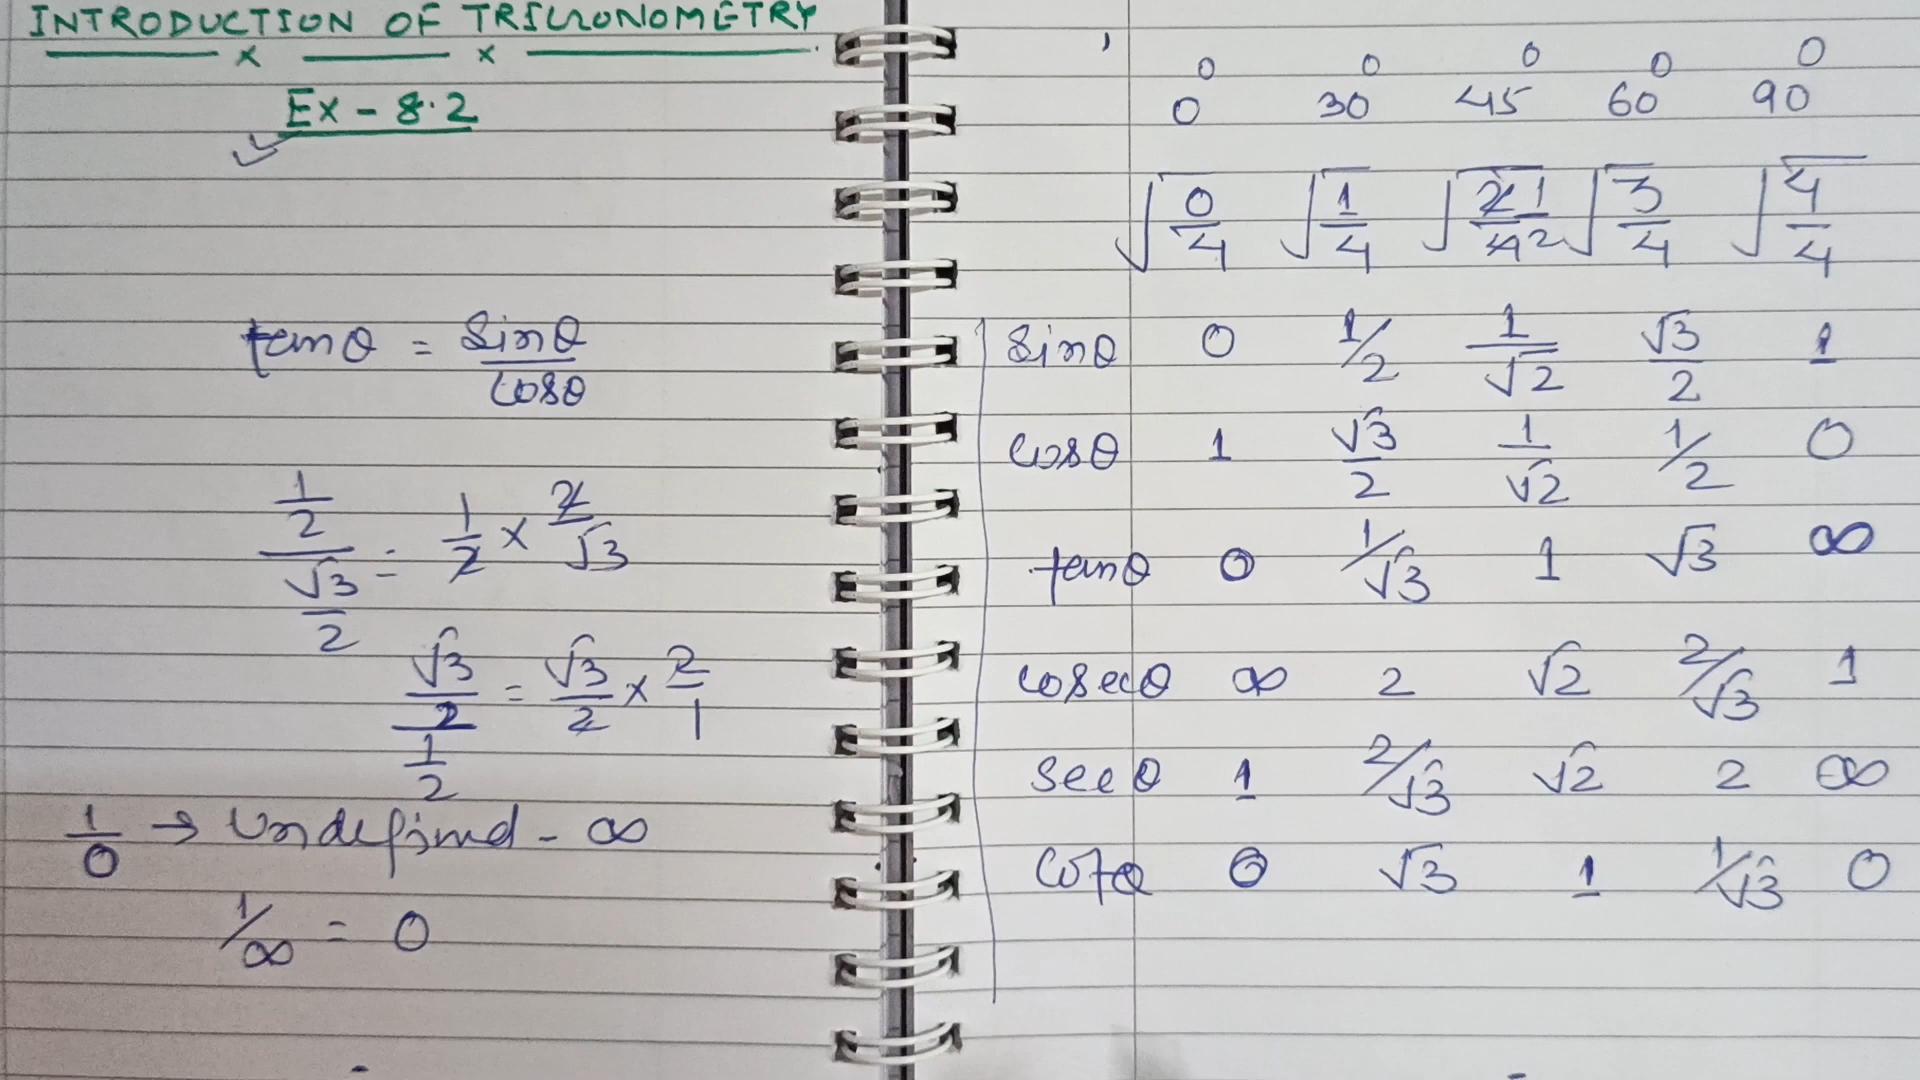 INTRODUCTION OF TRIGONOMETRY
Ex - 8.2
tanθ = sinθ/cosθ
(1/2)/(√3/2) = 1/2 × 2/√3
(√3/2)/(1/2) = √3/2 × 2/1
1/0 → Undefined - ∞
1/∞ = 0
0° 30° 45° 60° 90°
√(0/4) √(1/4) √(2/4) 1/2 √(3/4) √(4/4)
sinθ 0 1/2 1/√2 √3/2 1
cosθ 1 √3/2 1/√2 1/2 0
tanθ 0 1/√3 1 √3 ∞
cosecθ ∞ 2 √2 2/√3 1
secθ 1 2/√3 √2 2 ∞
cotθ 0 √3 1 1/√3 0